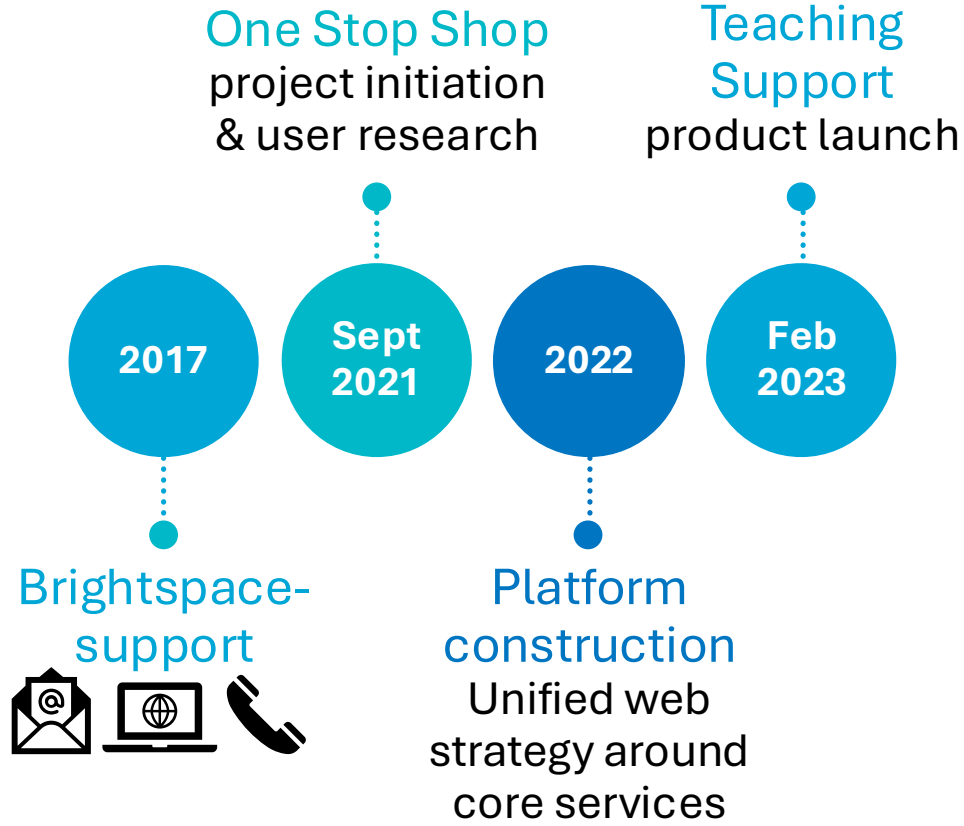 One Stop Shop
project initiation
& user research
Teaching
Support
product launch
2017
Sept
2021
2022
Feb
2023
Brightspace-
support
@
Platform
construction
Unified web
strategy around
core services